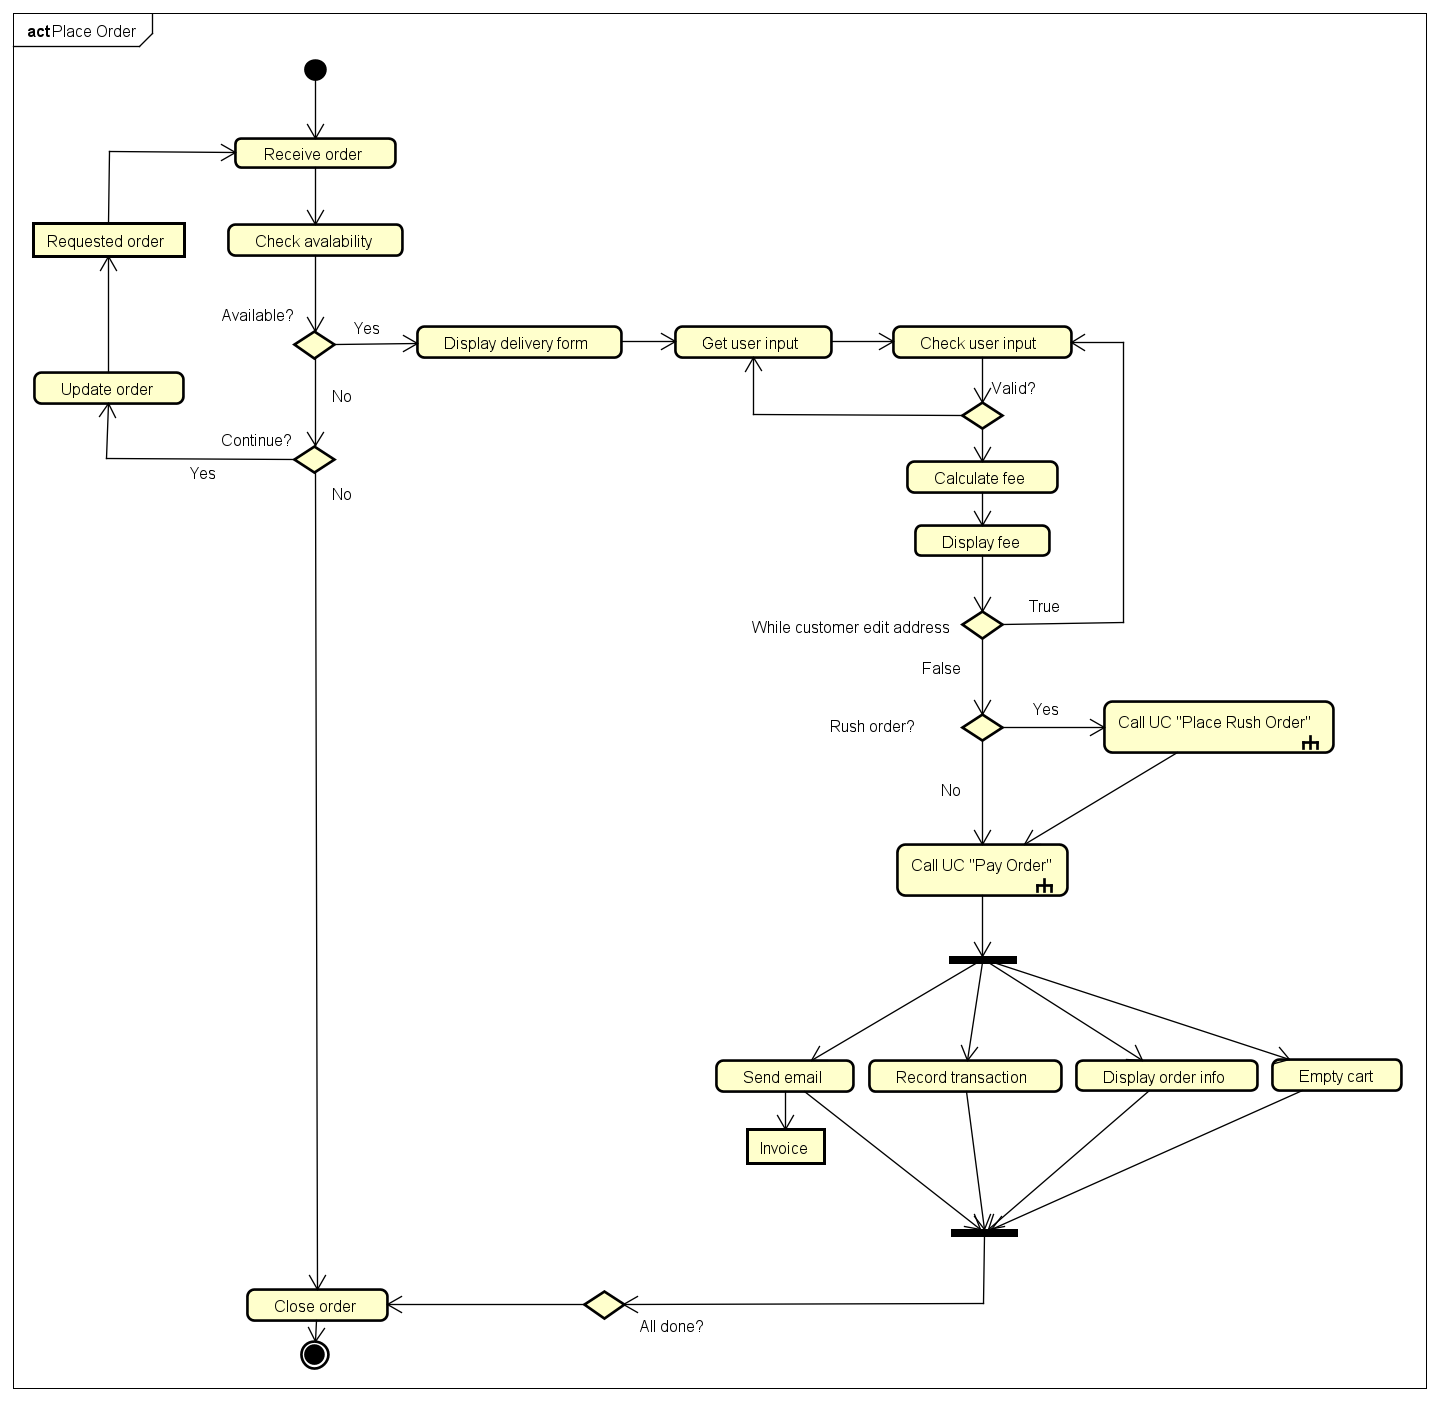 act Place Order
Receive order
Requested order
Check avalability
Available?
Yes
Display delivery form
Get user input
Check user input
Update order
No
Valid?
Continue?
Yes
No
Calculate fee
Display fee
True
While customer edit address
False
Rush order?
Yes
Call UC "Place Rush Order"
No
Call UC "Pay Order"
Send email
Record transaction
Display order info
Empty cart
Invoice
Close order
All done?